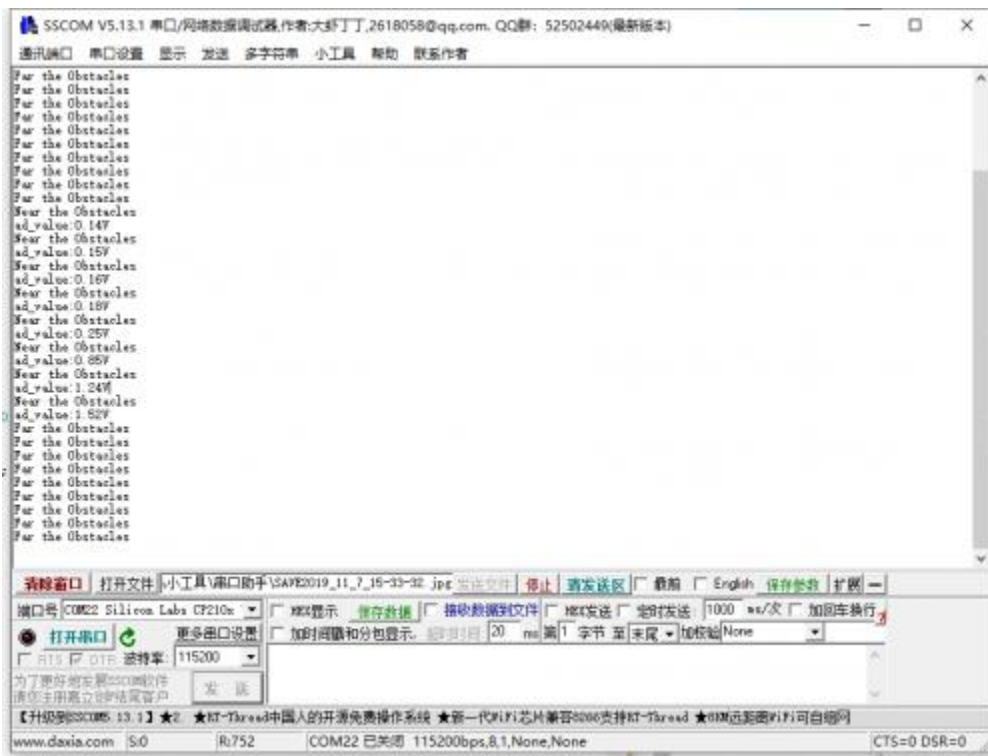 SSCOM V5.13.1 串口/网络数据调试器,作者:大虾丁丁,2618058@qq.com. QQ群: 52502449(最新版本)
通讯端口 串口设置 显示 发送 多字符串 小工具 帮助 联系作者
Far the Obstacles
Far the Obstacles
Far the Obstacles
Far the Obstacles
Far the Obstacles
Far the Obstacles
Far the Obstacles
Far the Obstacles
Far the Obstacles
Far the Obstacles
Near the Obstacles
ad_value:0.14V
Near the Obstacles
ad_value:0.15V
Near the Obstacles
ad_value:0.16V
Near the Obstacles
ad_value:0.18V
Near the Obstacles
ad_value:0.25V
Near the Obstacles
ad_value:0.85V
Near the Obstacles
ad_value:1.24V
Near the Obstacles
ad_value:1.52V
Far the Obstacles
Far the Obstacles
Far the Obstacles
Far the Obstacles
Far the Obstacles
Far the Obstacles
Far the Obstacles
Far the Obstacles
Far the Obstacles
清除窗口 打开文件 小工具\串口助手\SAVE2019_11_7_15-33-32 .jpg 发送文件 停止 清发送区 最前 English 保存参数 扩展 —
端口号 COM22 Silicon Labs CP210x HEX显示 保存数据 接收数据到文件 HEX发送 定时发送: 1000 ms/次 加回车换行
打开串口 更多串口设置 加时间戳和分包显示. 超时时间: 20 ms 第 1 字节 至 末尾 加校验 None
RTS DTR 波特率: 115200
为了更好地发展SSCOM软件
请您注册嘉立创F结尾客户
发 送
【升级到SSCOM5.13.1】★2. ★RT-Thread中国人的开源免费操作系统 ★新一代WiFi芯片兼容8266支持RT-Thread ★8KM远距离WiFi可自组网
www.daxia.com S:0 R:752 COM22 已关闭 115200bps,8,1,None,None CTS=0 DSR=0